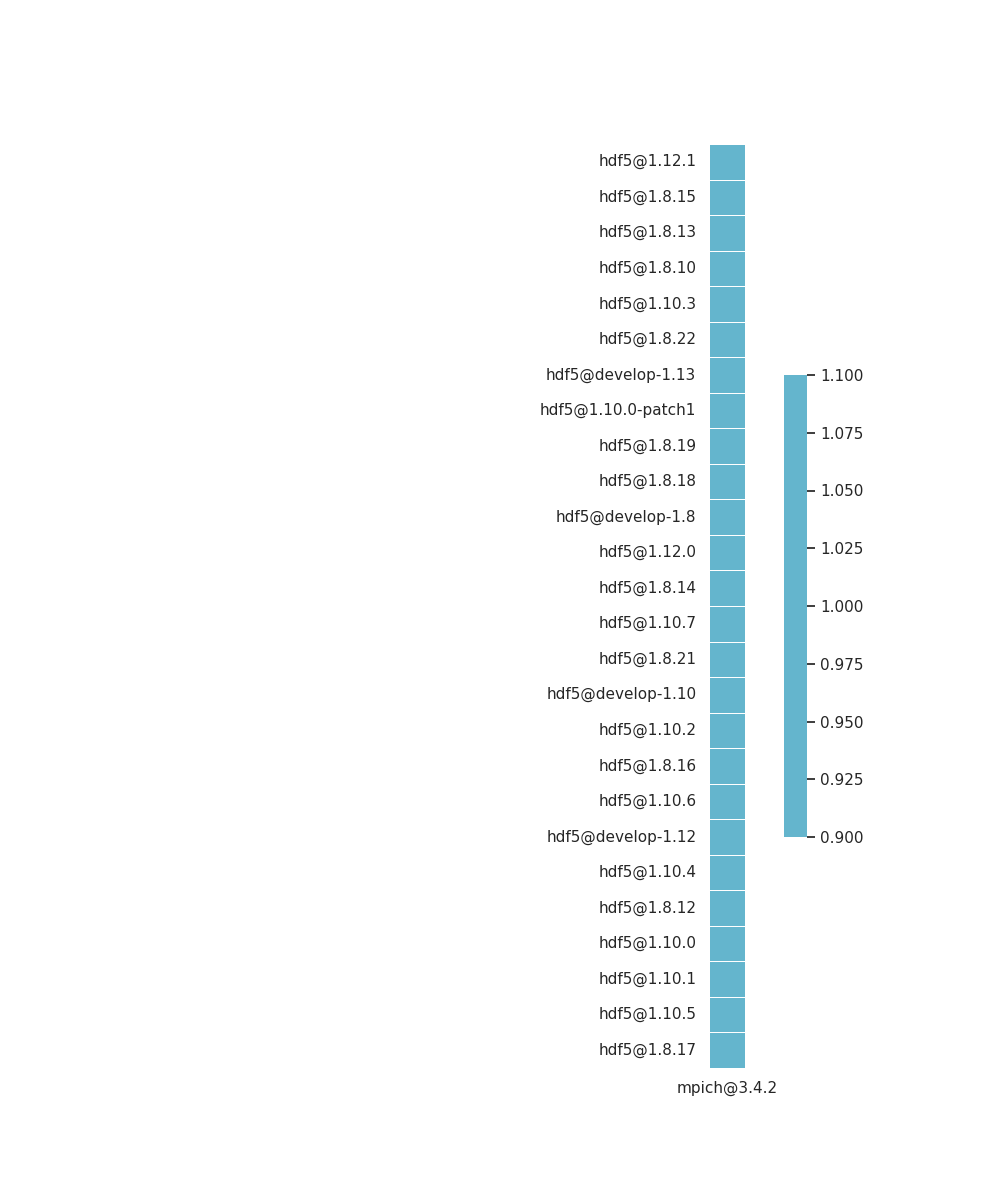 hdf5@1.12.1
hdf5@1.8.15
hdf5@1.8.13
hdf5@1.8.10
hdf5@1.10.3
hdf5@1.8.22
hdf5@develop-1.13
hdf5@1.10.0-patch1
hdf5@1.8.19
hdf5@1.8.18
hdf5@develop-1.8
hdf5@1.12.0
hdf5@1.8.14
hdf5@1.10.7
hdf5@1.8.21
hdf5@develop-1.10
hdf5@1.10.2
hdf5@1.8.16
hdf5@1.10.6
hdf5@develop-1.12
hdf5@1.10.4
hdf5@1.8.12
hdf5@1.10.0
hdf5@1.10.1
hdf5@1.10.5
hdf5@1.8.17
mpich@3.4.2
1.100
1.075
1.050
1.025
1.000
0.975
0.950
0.925
0.900